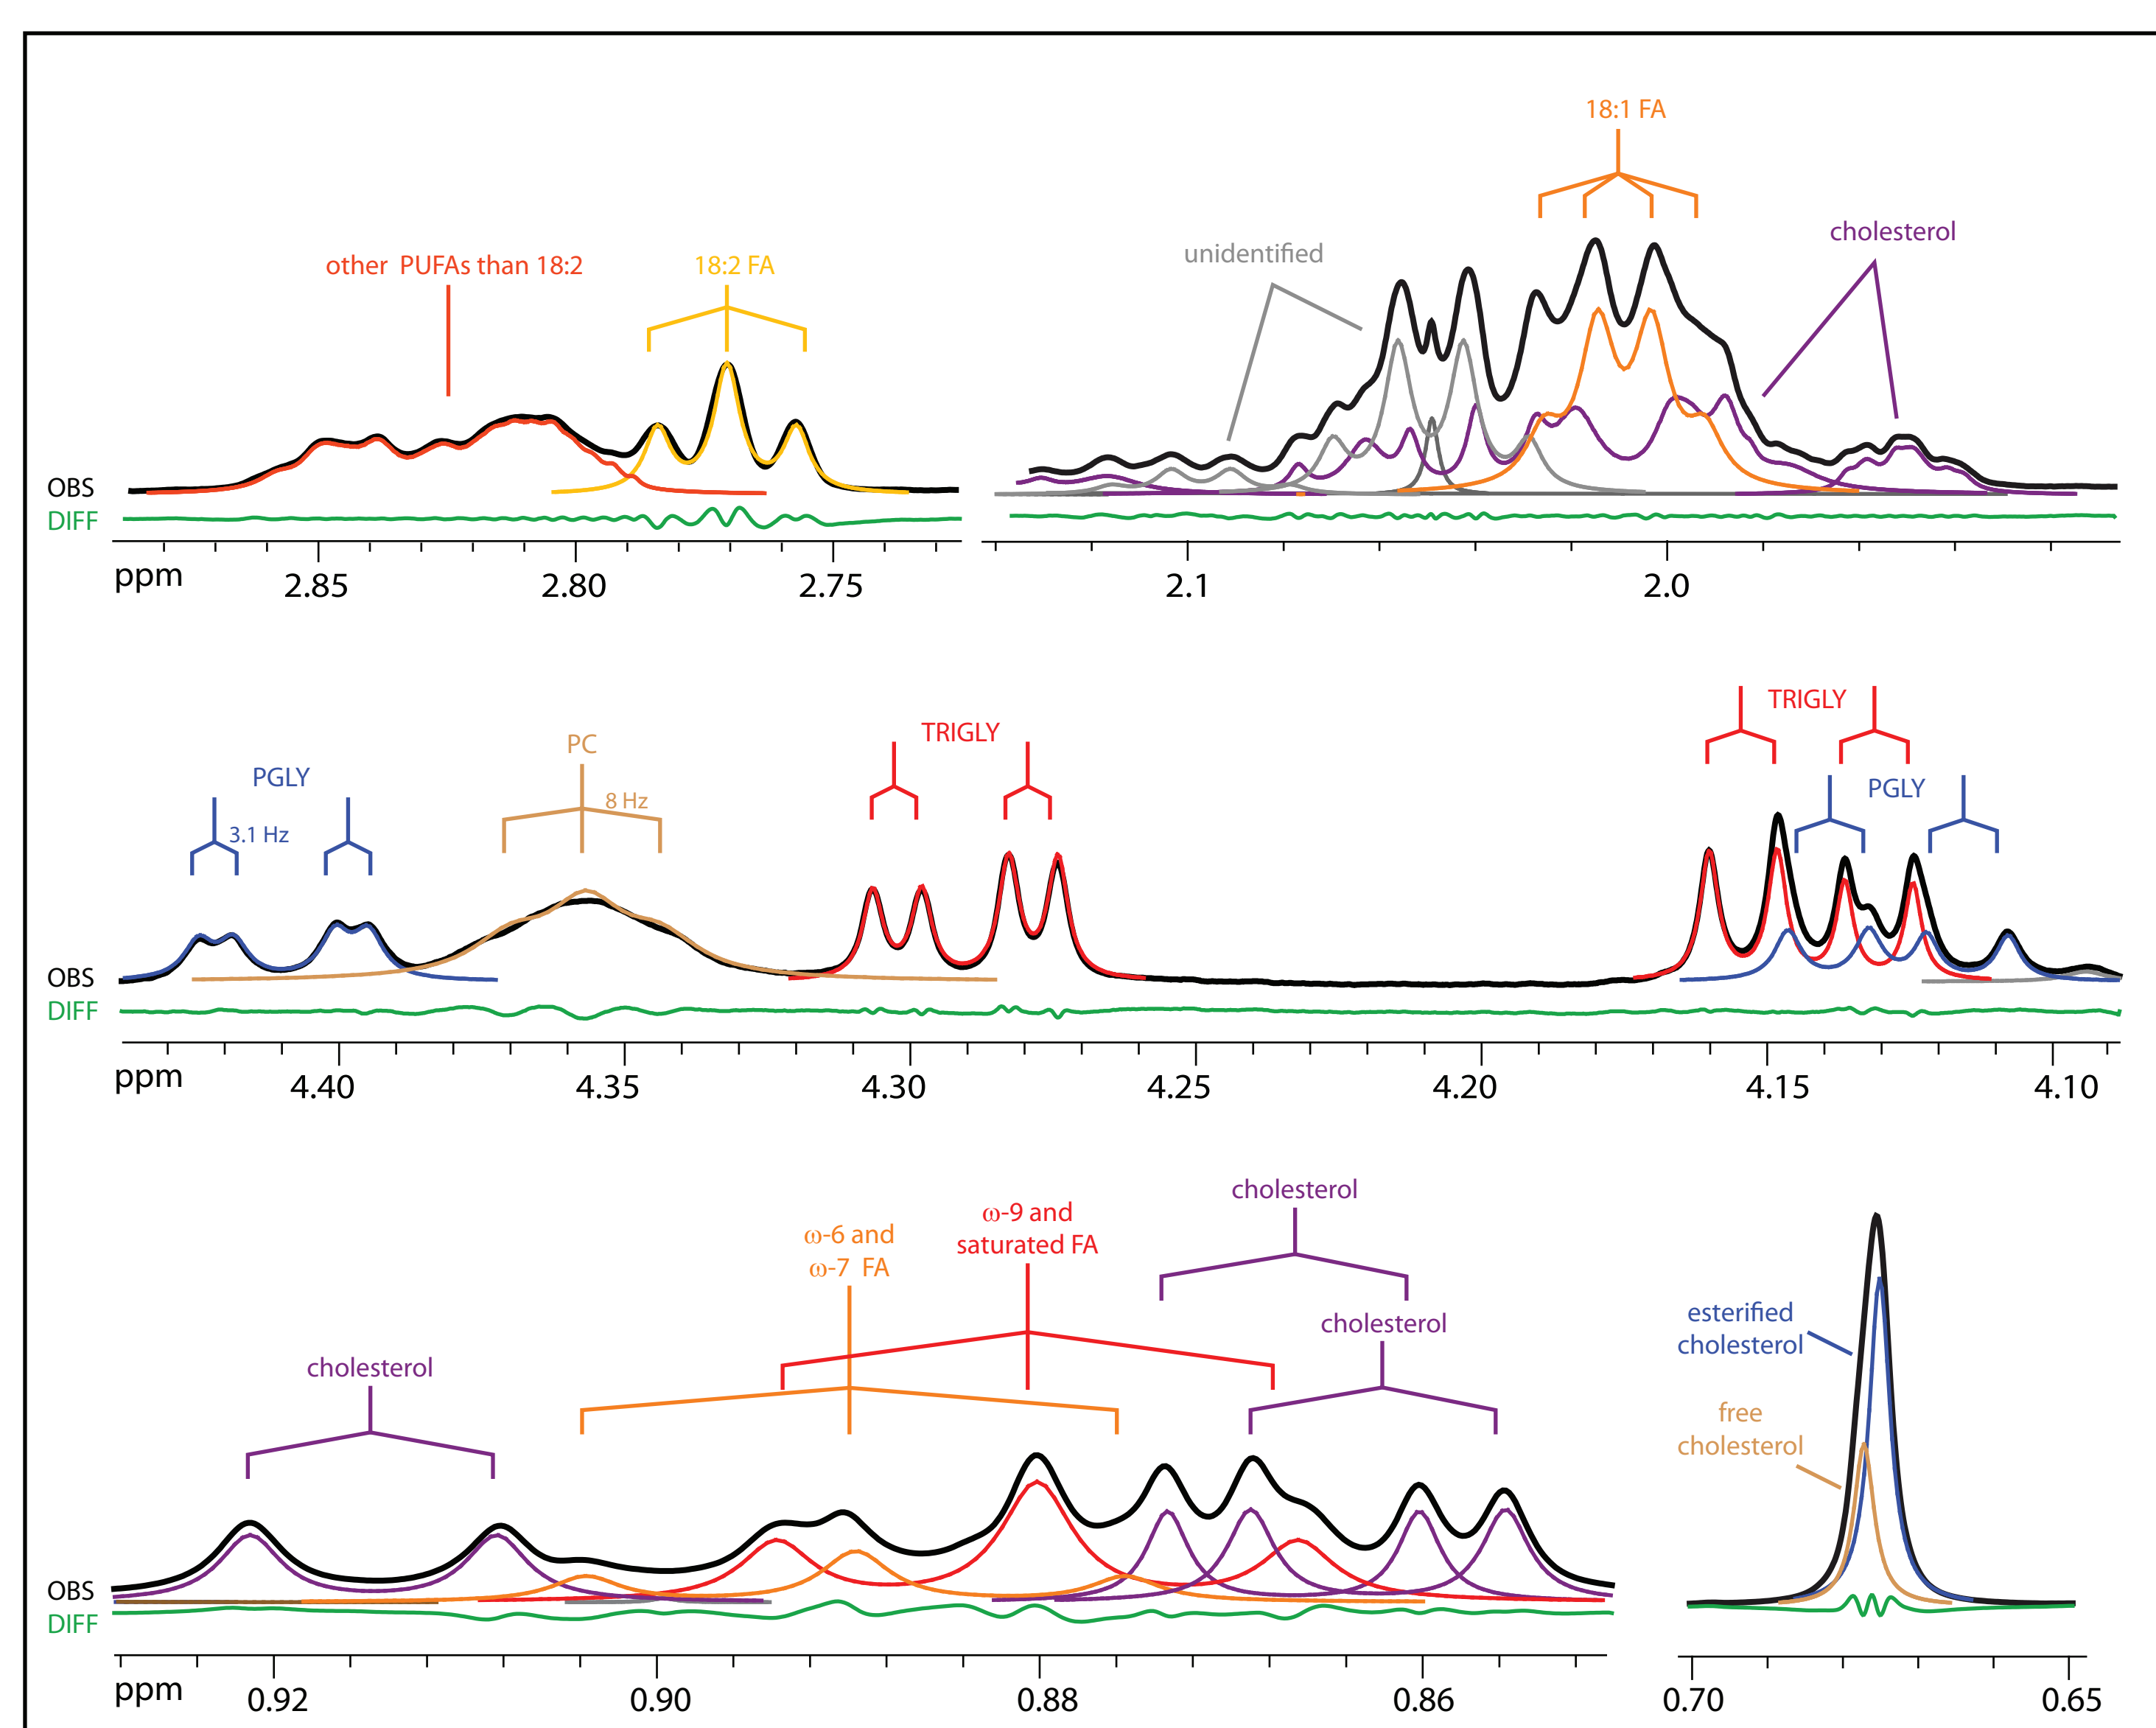 18:1 FA
cholesterol
unidentified
other PUFAs than 18:2
18:2 FA
OBS
DIFF
ppm
2.85
2.80
2.75
2.1
2.0
TRIGLY
PGLY
TRIGLY
PC
8 Hz
PGLY
3.1 Hz
OBS
DIFF
ppm
4.40
4.35
4.30
4.25
4.20
4.15
4.10
cholesterol
ω-9 and
saturated FA
ω-6 and
ω-7 FA
cholesterol
cholesterol
esterified
cholesterol
free
cholesterol
OBS
DIFF
ppm
0.92
0.90
0.88
0.86
0.70
0.65